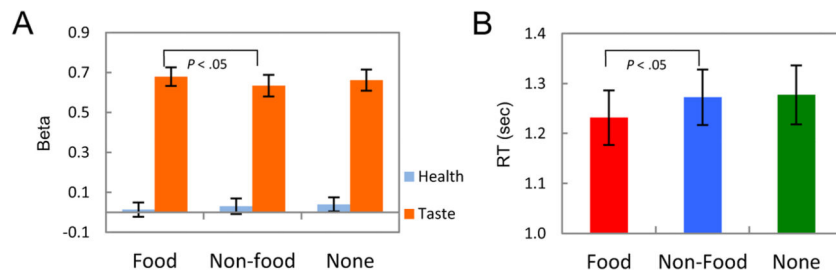 A
0.9
0.7
0.5
0.3
0.1
-0.1
Beta
P < .05
Health
Taste
Food Non-food None
B
1.4
1.3
1.2
1.1
1.0
RT (sec)
P < .05
Food Non-Food None